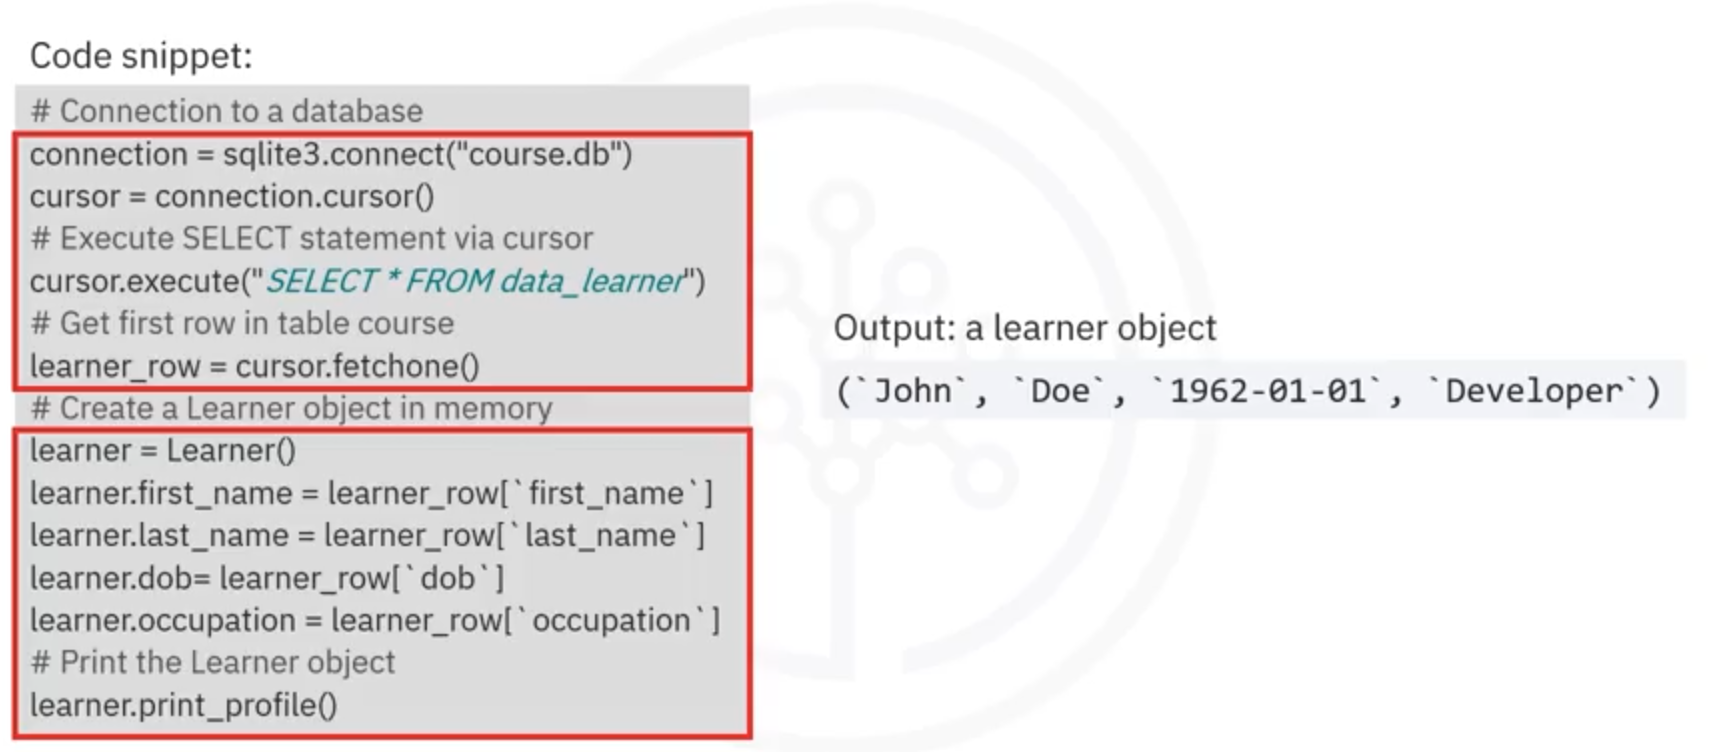 Code snippet:
# Connection to a database
connection = sqlite3.connect("course.db")
cursor = connection.cursor()
# Execute SELECT statement via cursor
cursor.execute("SELECT * FROM data_learner")
# Get first row in table course
learner_row = cursor.fetchone()
# Create a Learner object in memory
learner = Learner()
learner.first_name = learner_row[`first_name`]
learner.last_name = learner_row[`last_name`]
learner.dob= learner_row[`dob`]
learner.occupation = learner_row[`occupation`]
# Print the Learner object
learner.print_profile()
Output: a learner object
(`John`, `Doe`, `1962-01-01`, `Developer`)